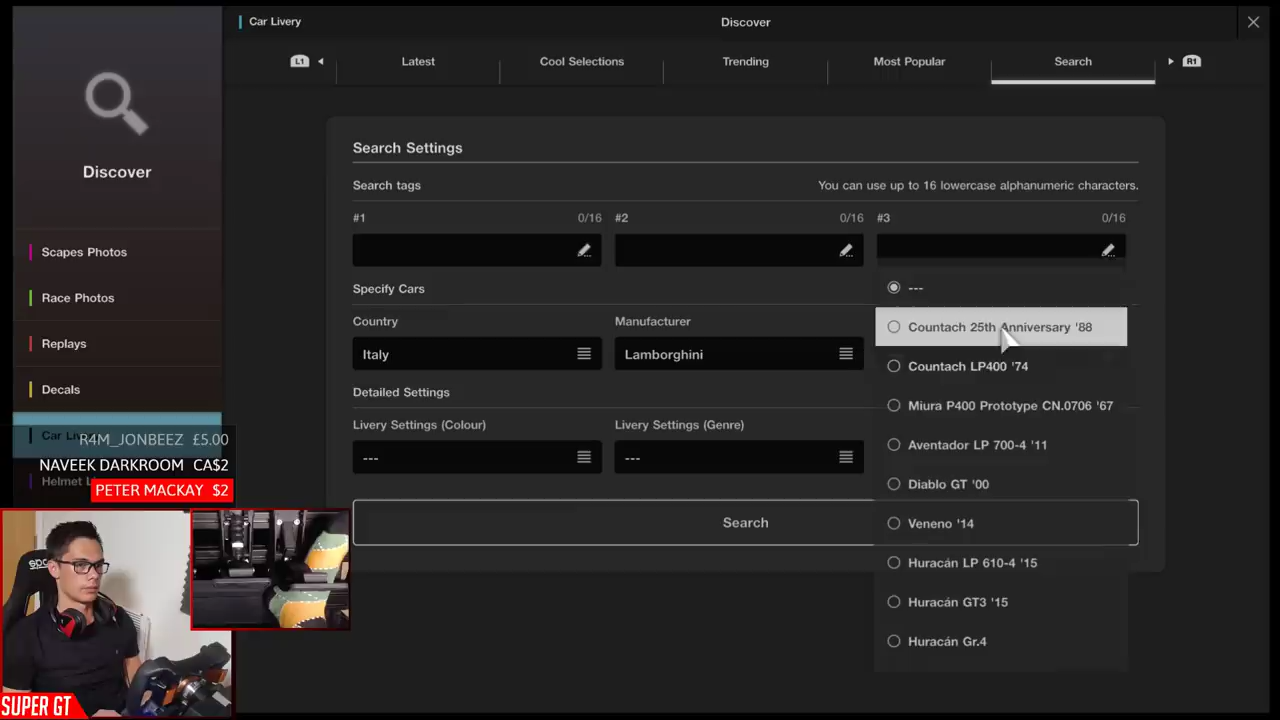 Car Livery
Discover
L1
Latest
Cool Selections
Trending
Most Popular
Search
R1
Discover
Scapes Photos
Race Photos
Replays
Decals
Car Li
Helmet L
Search Settings
Search tags
You can use up to 16 lowercase alphanumeric characters.
#1
0/16
#2
0/16
#3
0/16
Specify Cars
Country
Manufacturer
Italy
Lamborghini
Detailed Settings
Livery Settings (Colour)
Livery Settings (Genre)
---
---
Search
---
Countach 25th Anniversary '88
Countach LP400 '74
Miura P400 Prototype CN.0706 '67
Aventador LP 700-4 '11
Diablo GT '00
Veneno '14
Huracán LP 610-4 '15
Huracán GT3 '15
Huracán Gr.4
R4M_JONBEEZ £5.00
NAVEEK DARKROOM CA$2
PETER MACKAY $2
SUPER GT